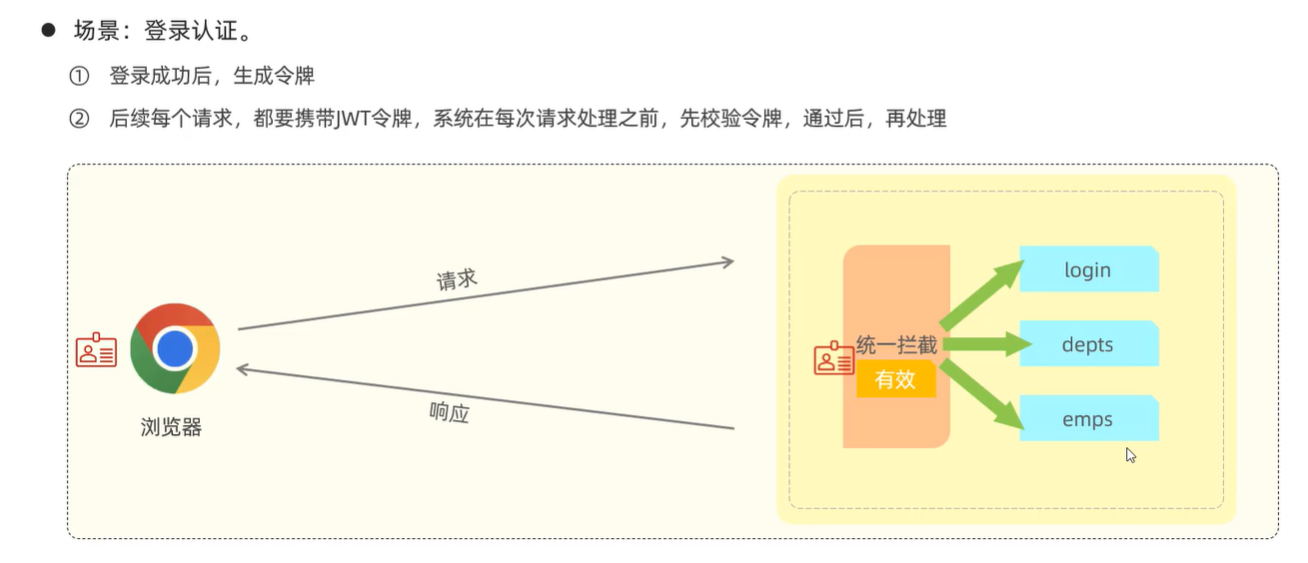 ● 场景：登录认证。
① 登录成功后，生成令牌
② 后续每个请求，都要携带JWT令牌，系统在每次请求处理之前，先校验令牌，通过后，再处理
请求
响应
浏览器
统一拦截
有效
login
depts
emps